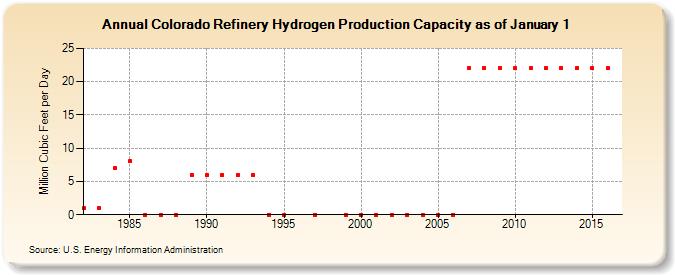 Annual Colorado Refinery Hydrogen Production Capacity as of January 1
Million Cubic Feet per Day
25
20
15
10
5
0
1985 1990 1995 2000 2005 2010 2015
Source: U.S. Energy Information Administration